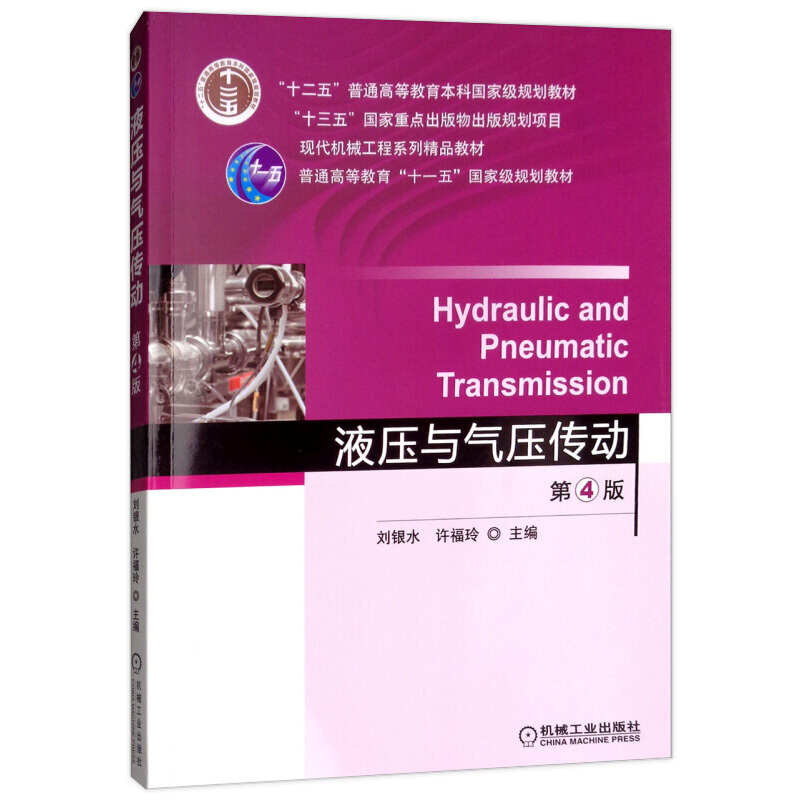 “十二五”普通高等教育本科国家级规划教材
“十三五”国家重点出版物出版规划项目
现代机械工程系列精品教材
普通高等教育“十一五”国家级规划教材
十二五
十一五
Hydraulic and
Pneumatic
Transmission
液压与气压传动
第4版
刘银水 许福玲◎主编
机械工业出版社
CHINA MACHINE PRESS
液压与气压传动 第 版
刘银水 许福玲◎主编
机械工业出版社